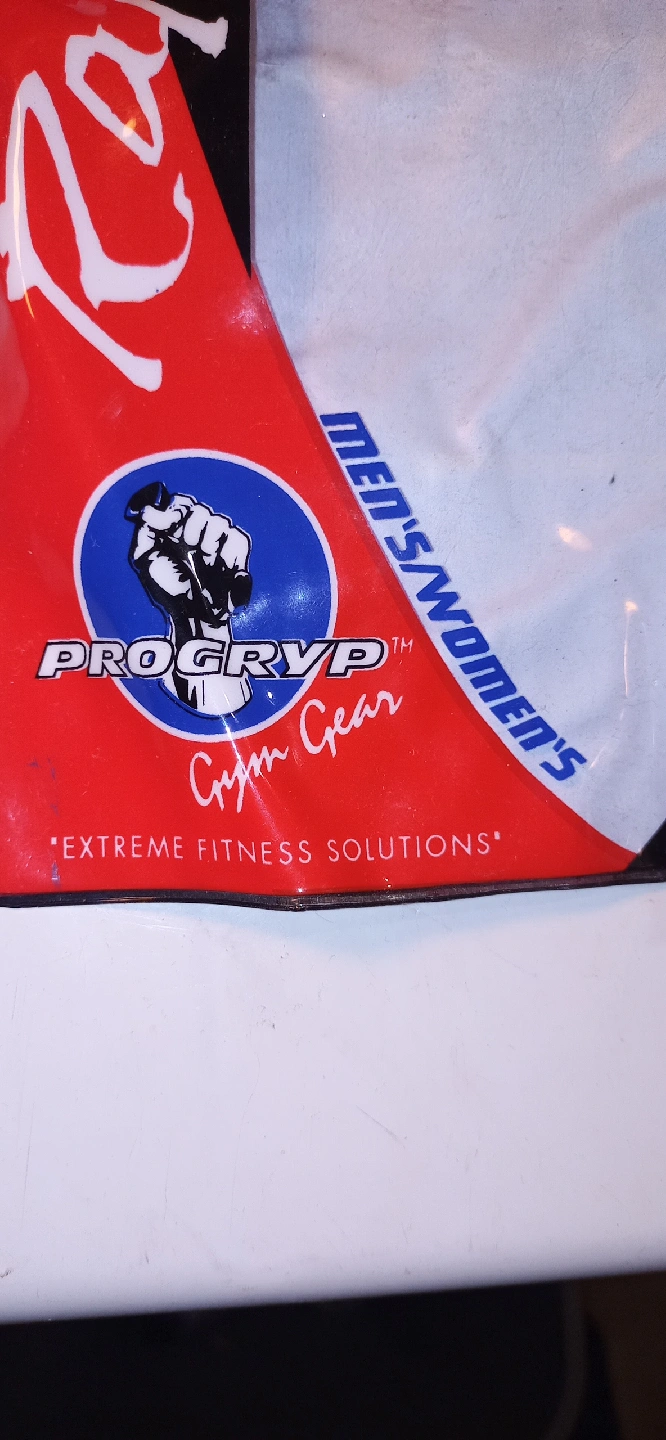 MEN'S/WOMEN'S
PROGRYP™
Gym Gear
"EXTREME FITNESS SOLUTIONS"